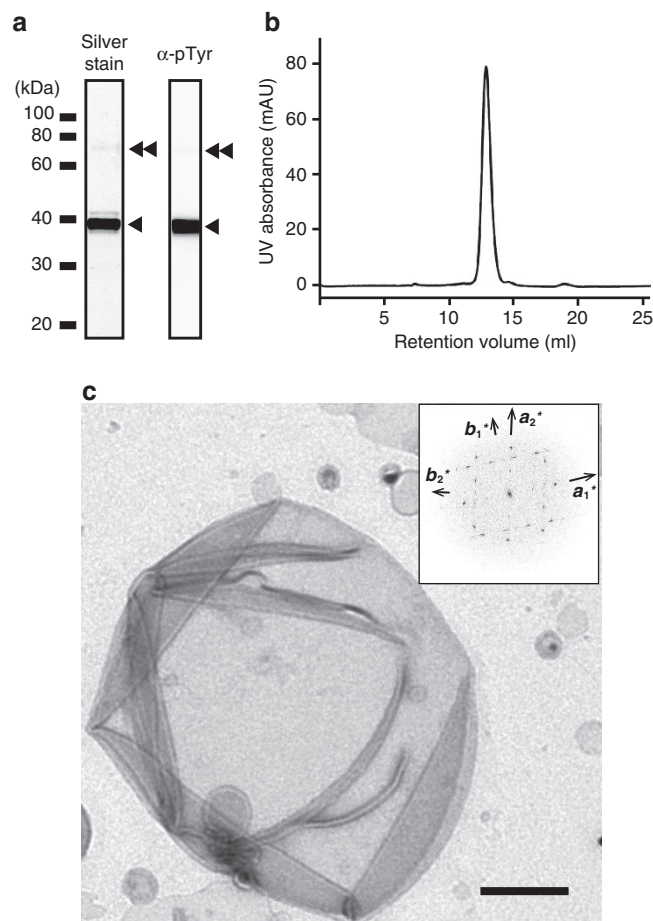 a
Silver
stain
α-pTyr
(kDa)
100
80
60
40
30
20
b
UV absorbance (mAU)
80
60
40
20
0
5
10
15
20
25
Retention volume (ml)
c
b1*
a2*
b2*
a1*